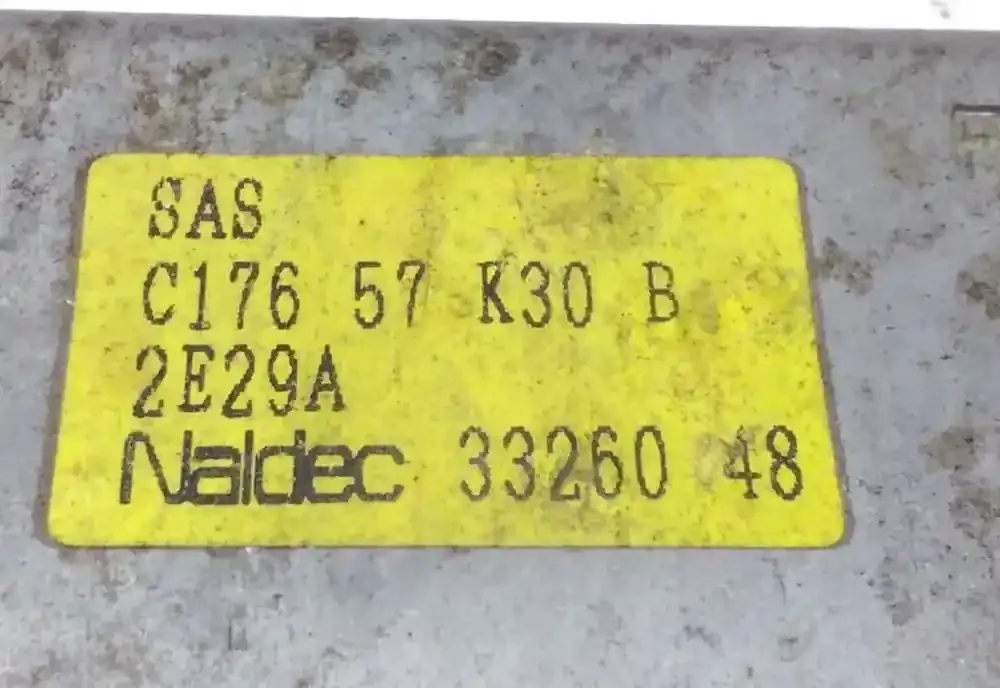 SAS
C176 57 K30 B
2E29A
Naldec 33260 48